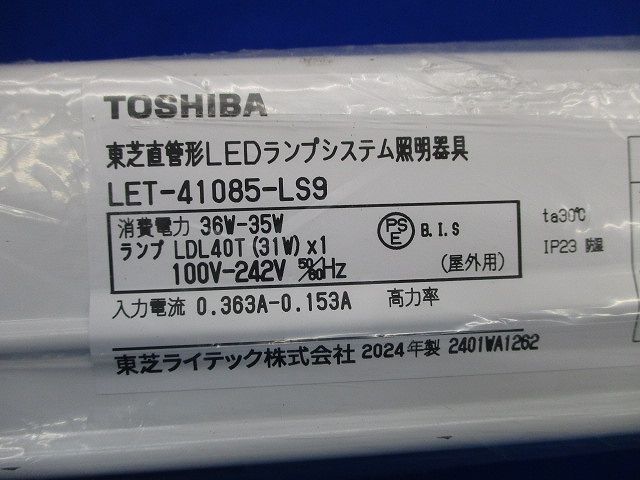 TOSHIBA
東芝直管形LEDランプシステム照明器具
LET-41085-LS9
消費電力 36W-35W
ランプ LDL40T(31W)x1
100V-242V 50/60Hz
PSE B.I.S
(屋外用)
ta30℃
IP23 防湿
入力電流 0.363A-0.153A 高力率
東芝ライテック株式会社 2024年製 2401WA1262